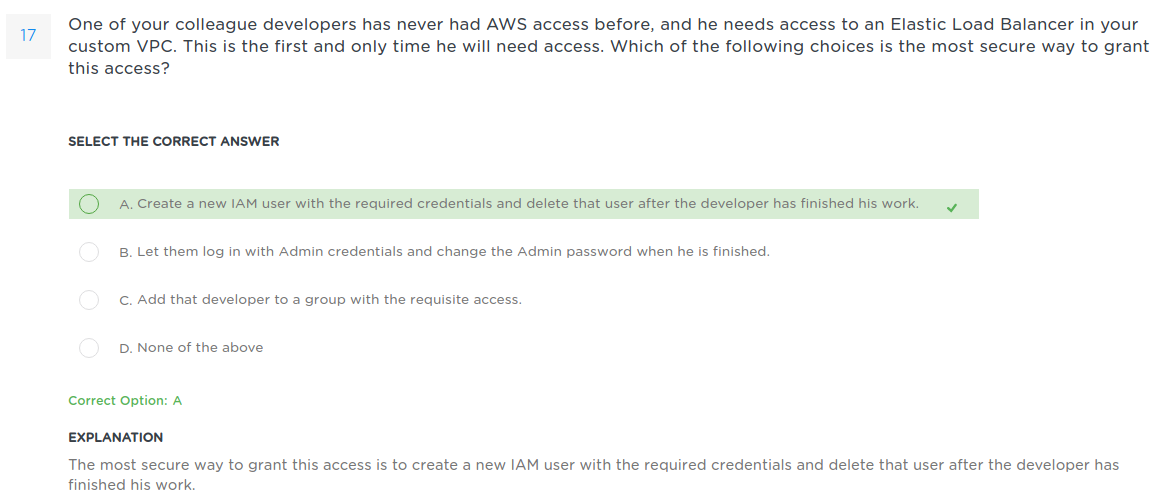 17
One of your colleague developers has never had AWS access before, and he needs access to an Elastic Load Balancer in your
custom VPC. This is the first and only time he will need access. Which of the following choices is the most secure way to grant
this access?
SELECT THE CORRECT ANSWER
A. Create a new IAM user with the required credentials and delete that user after the developer has finished his work.
B. Let them log in with Admin credentials and change the Admin password when he is finished.
C. Add that developer to a group with the requisite access.
D. None of the above
Correct Option: A
EXPLANATION
The most secure way to grant this access is to create a new IAM user with the required credentials and delete that user after the developer has
finished his work.